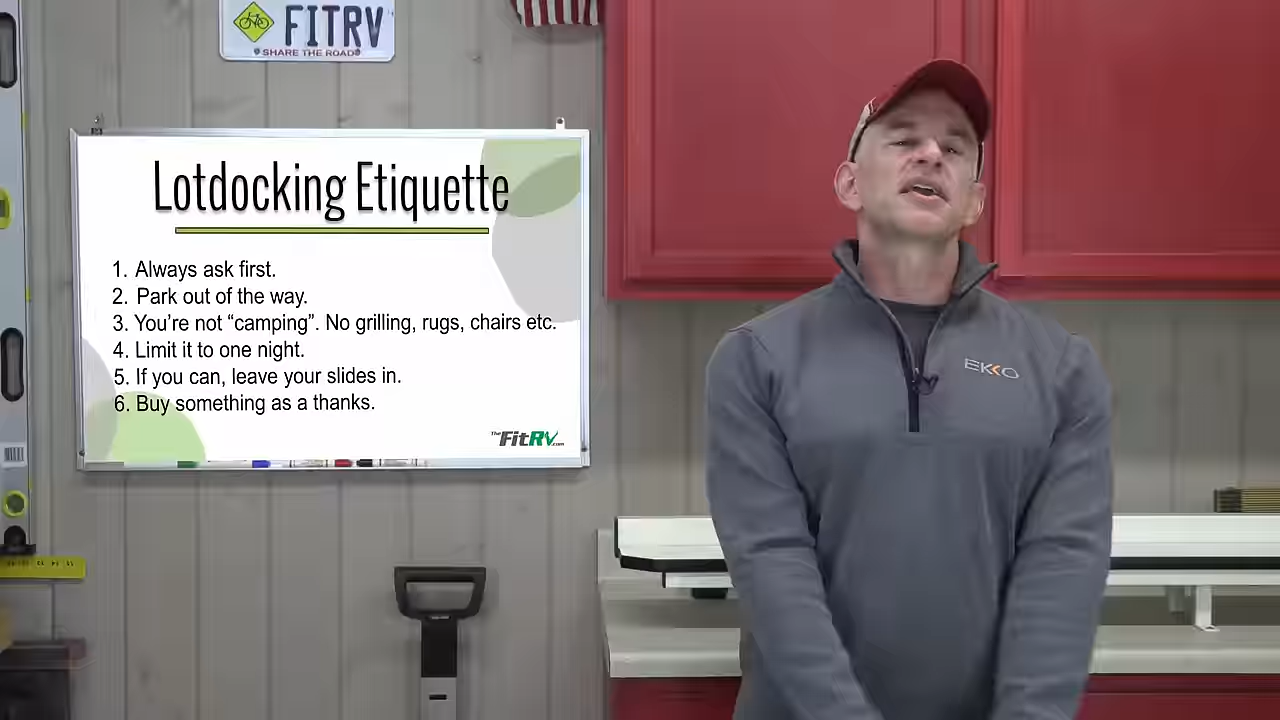 FITRV
SHARE THE ROAD
Lotdocking Etiquette
1. Always ask first.
2. Park out of the way.
3. You’re not “camping”. No grilling, rugs, chairs etc.
4. Limit it to one night.
5. If you can, leave your slides in.
6. Buy something as a thanks.
The FitRV.com
EKKO